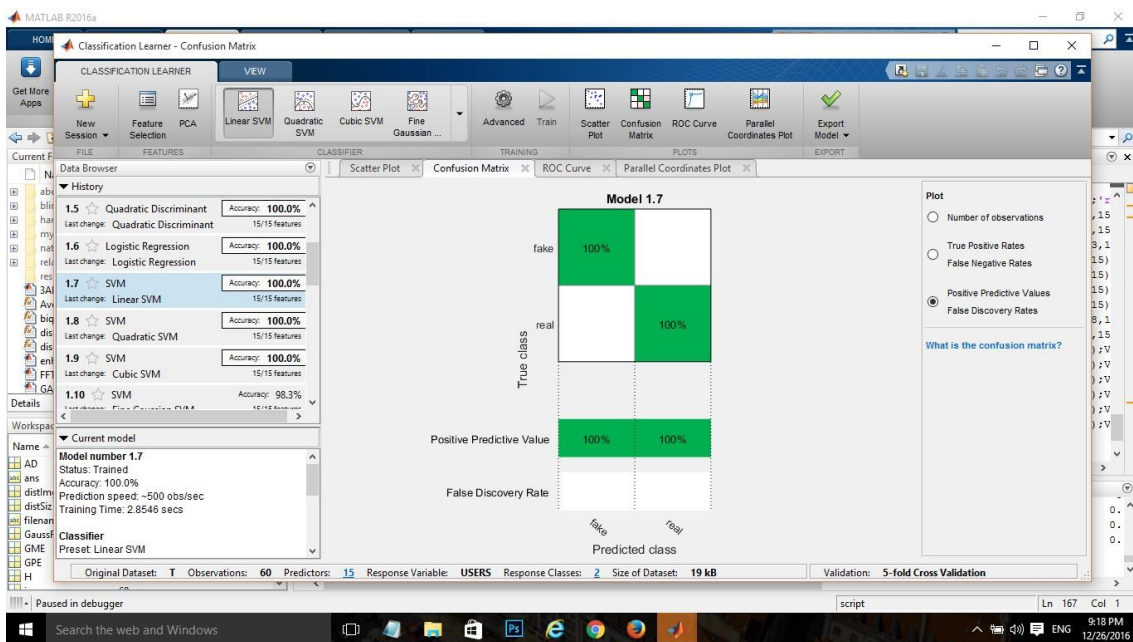 MATLAB R2016a
HOM
Classification Learner - Confusion Matrix
CLASSIFICATION LEARNER
VIEW
Get More
Apps
New
Session
Feature
Selection
PCA
Linear SVM
Quadratic
SVM
Cubic SVM
Fine
Gaussian ...
Advanced
Train
Scatter
Plot
Confusion
Matrix
ROC Curve
Parallel
Coordinates Plot
Export
Model
FILE
FEATURES
CLASSIFIER
TRAINING
PLOTS
EXPORT
Current F
Data Browser
Scatter Plot
Confusion Matrix
ROC Curve
Parallel Coordinates Plot
History
1.5 Quadratic Discriminant Accuracy: 100.0%
Last change: Quadratic Discriminant 15/15 features
1.6 Logistic Regression Accuracy: 100.0%
Last change: Logistic Regression 15/15 features
1.7 SVM Accuracy: 100.0%
Last change: Linear SVM 15/15 features
1.8 SVM Accuracy: 100.0%
Last change: Quadratic SVM 15/15 features
1.9 SVM Accuracy: 100.0%
Last change: Cubic SVM 15/15 features
1.10 SVM Accuracy: 98.3%
Current model
Model number 1.7
Status: Trained
Accuracy: 100.0%
Prediction speed: ~500 obs/sec
Training Time: 2.8546 secs
Classifier
Preset: Linear SVM
Model 1.7
fake
100%
real
100%
True class
Positive Predictive Value
100%
100%
False Discovery Rate
fake
real
Predicted class
Plot
Number of observations
True Positive Rates
False Negative Rates
Positive Predictive Values
False Discovery Rates
What is the confusion matrix?
Details
Workspac
Name
AD
ans
distIm
distSiz
filenan
GaussF
GME
GPE
H
Original Dataset: T Observations: 60 Predictors: 15 Response Variable: USERS Response Classes: 2 Size of Dataset: 19 kB
Validation: 5-fold Cross Validation
Paused in debugger
script
Ln 167 Col 1
Search the web and Windows
Ps
ENG
9:18 PM
12/26/2018